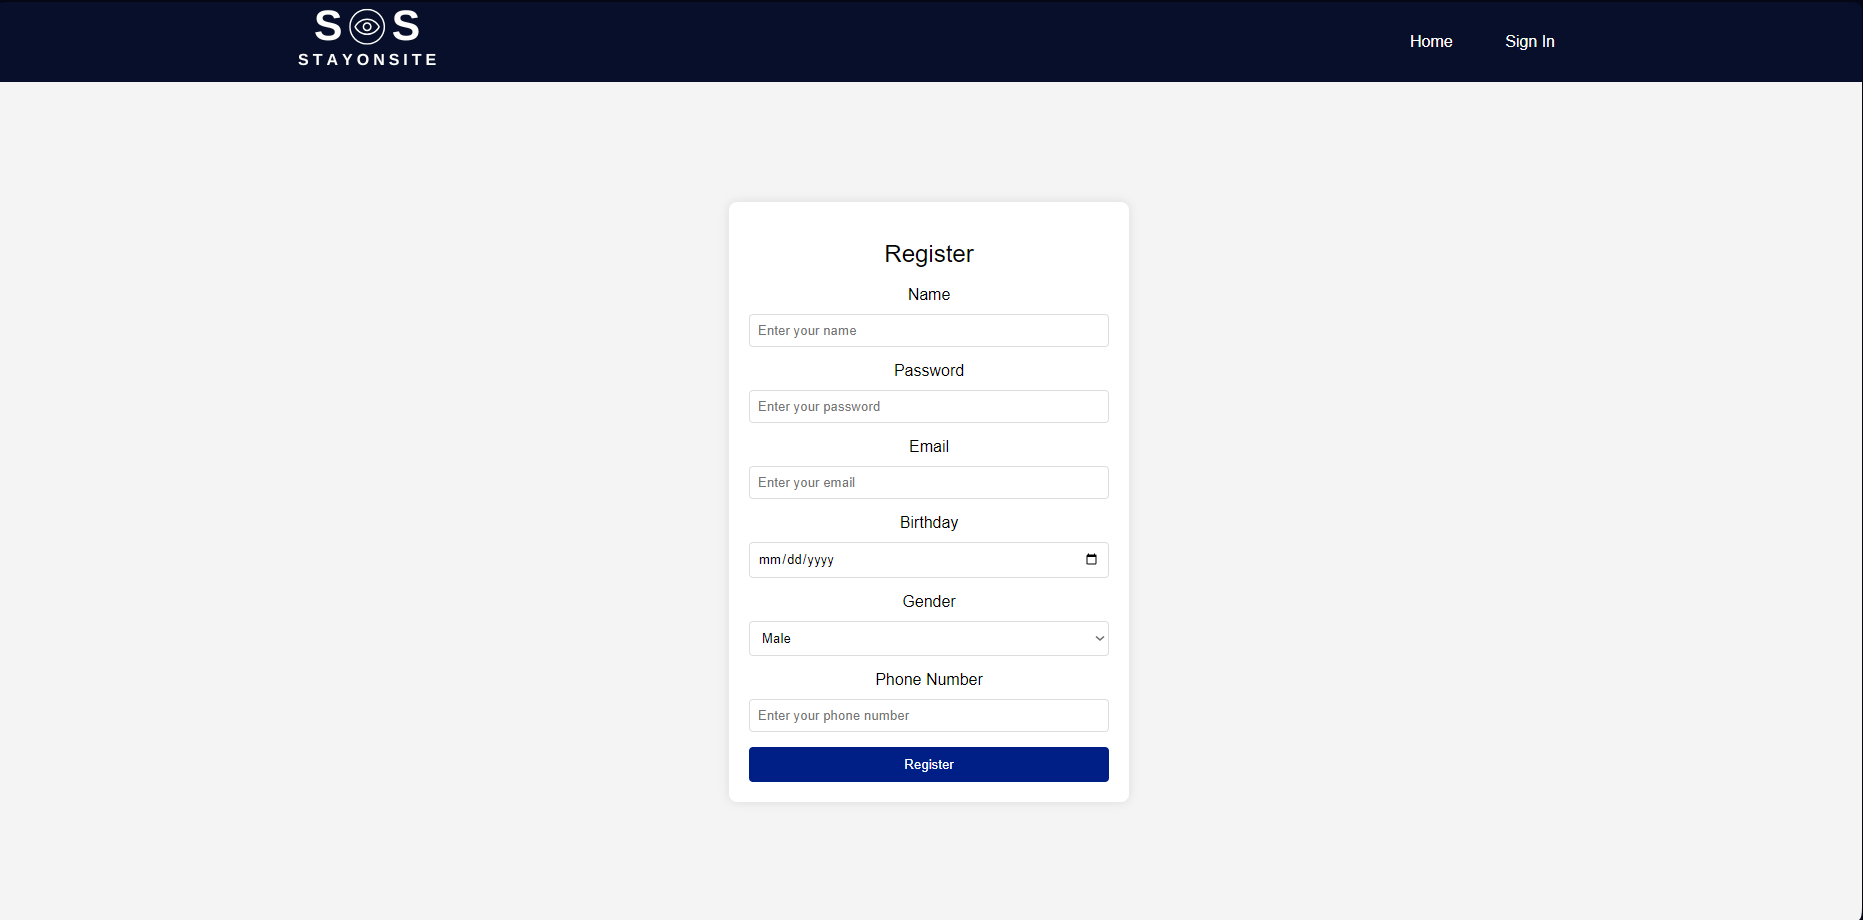 S S
STAYONSITE
Home
Sign In
Register
Name
Enter your name
Password
Enter your password
Email
Enter your email
Birthday
mm/dd/yyyy
Gender
Male
Phone Number
Enter your phone number
Register